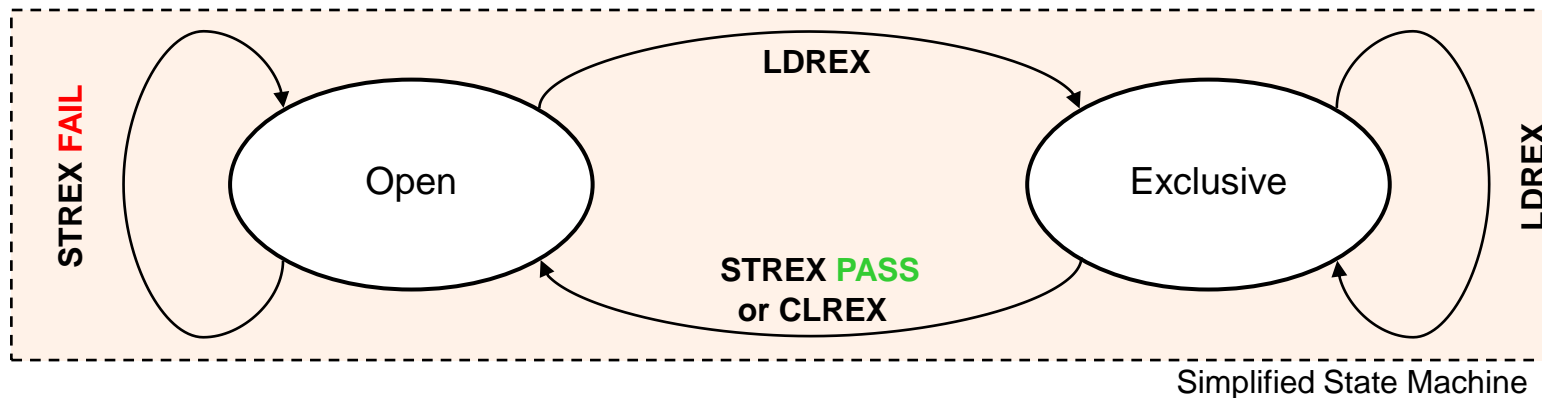 STREX FAIL
Open
LDREX
STREX PASS
or CLREX
Exclusive
LDREX
Simplified State Machine